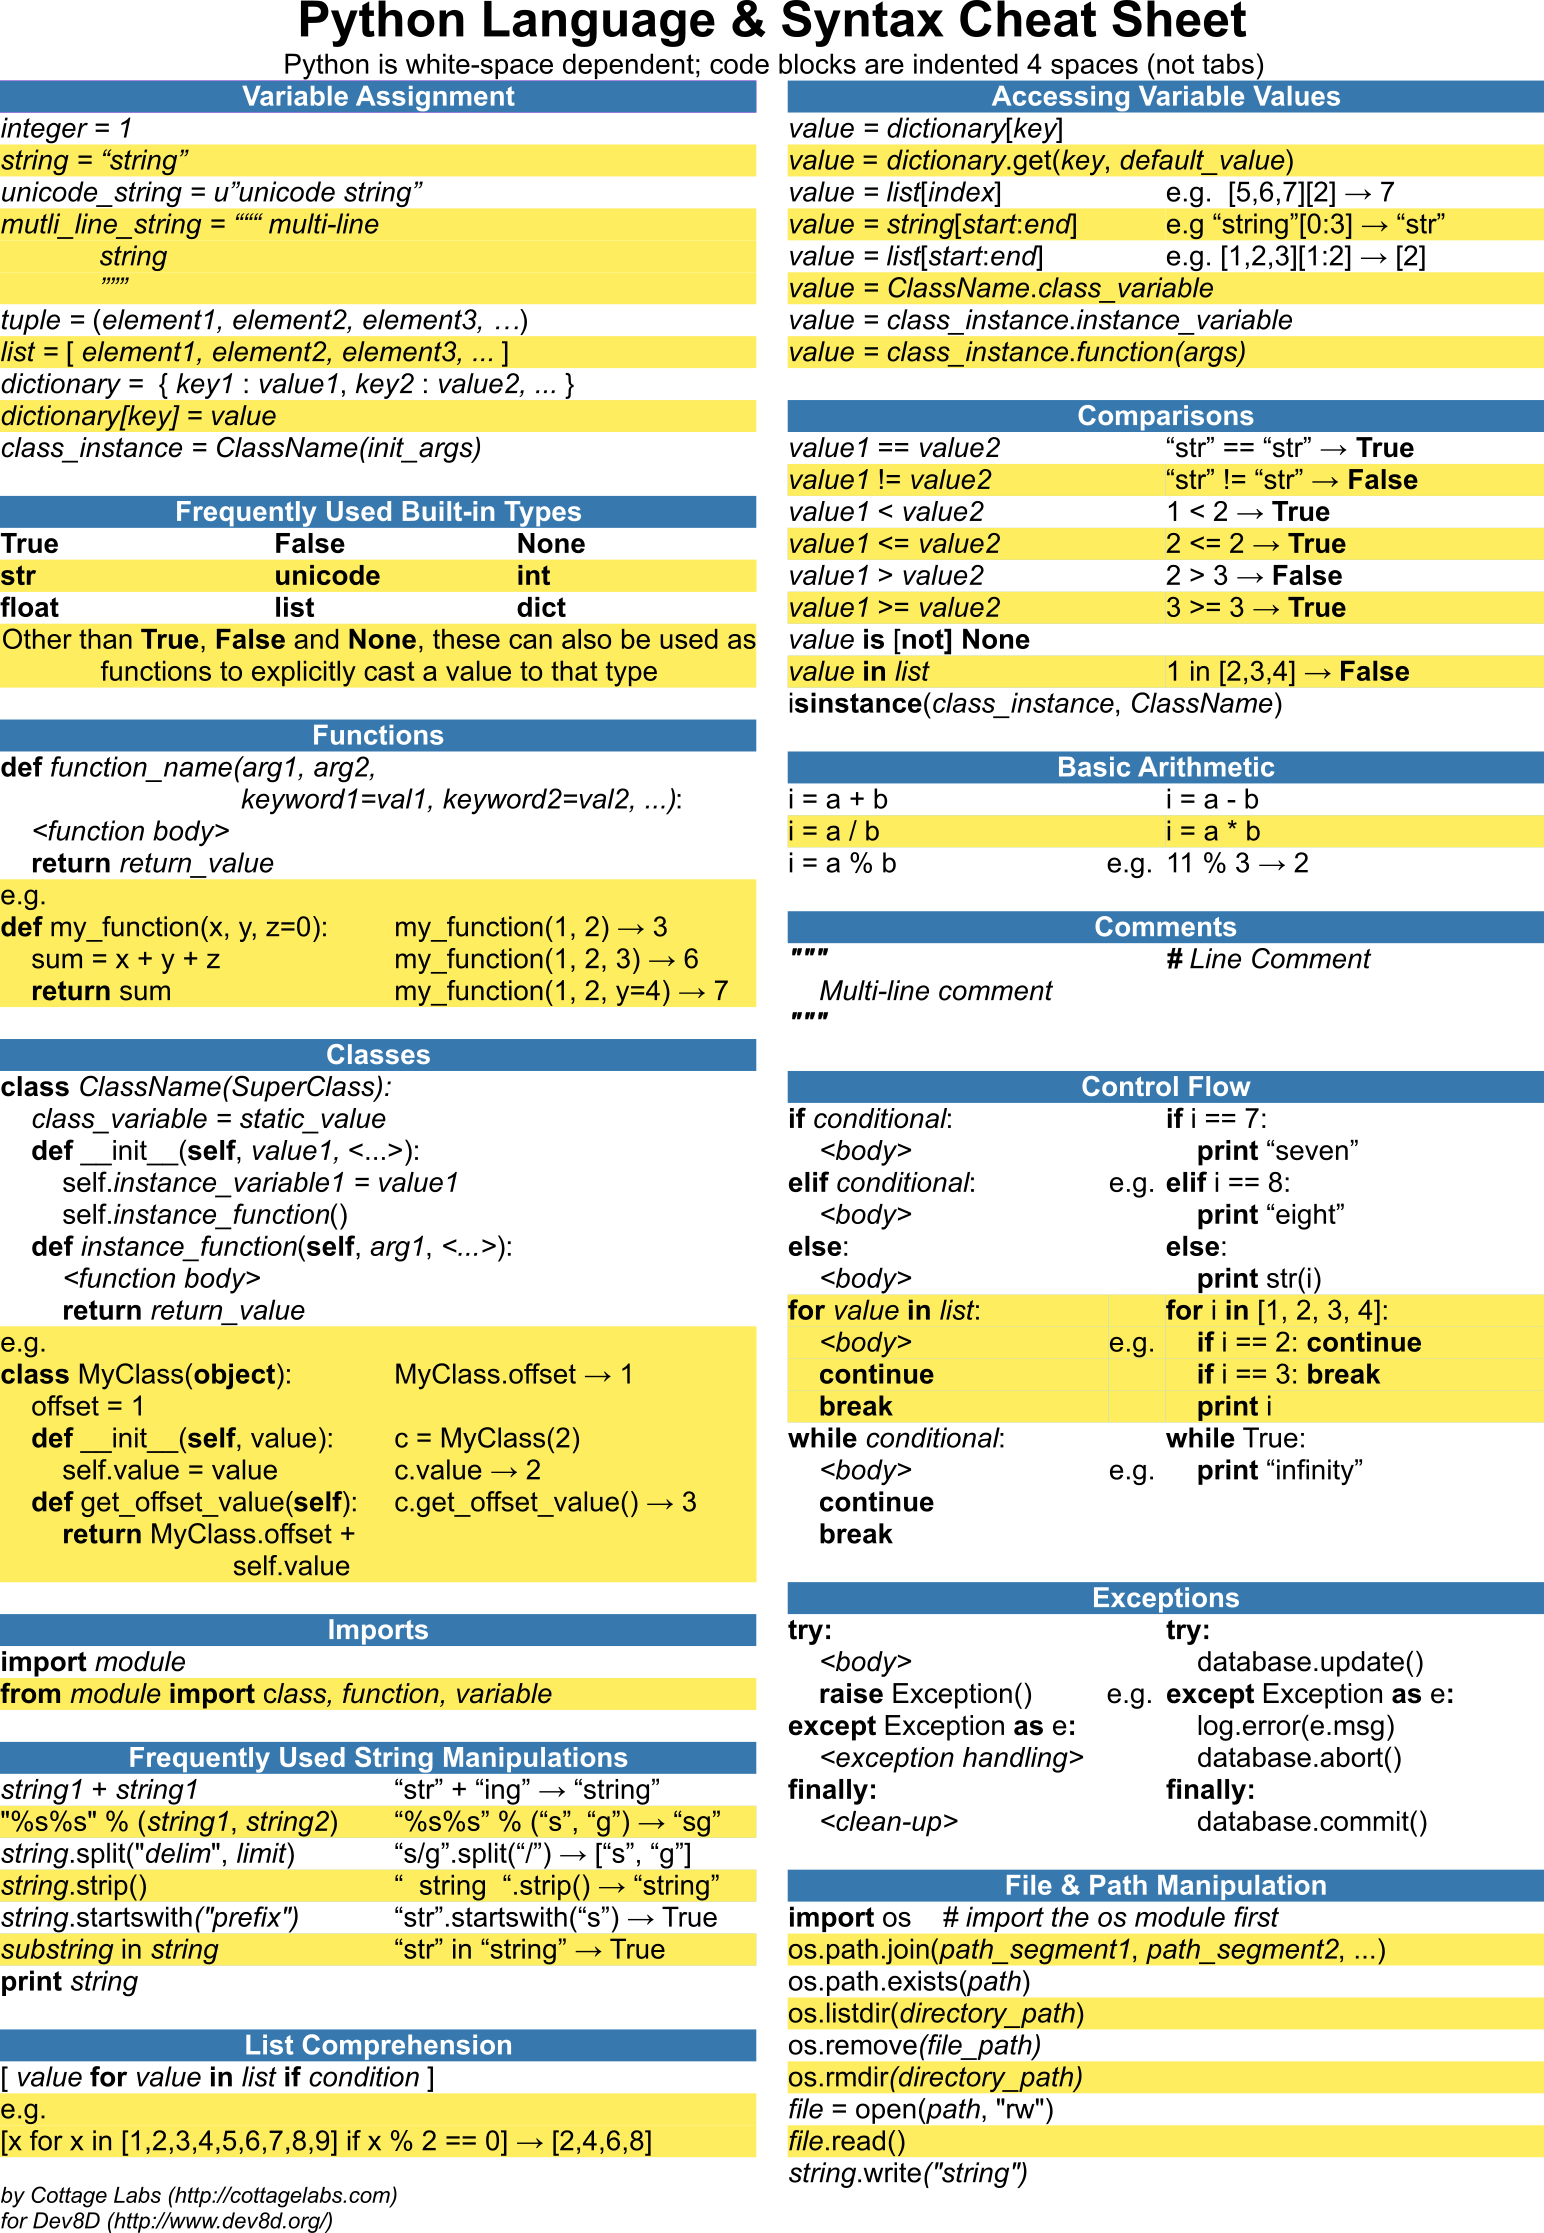 Python Language & Syntax Cheat Sheet
Python is white-space dependent; code blocks are indented 4 spaces (not tabs)
Variable Assignment
integer = 1
string = “string”
unicode_string = u”unicode string”
mutli_line_string = “““ multi-line
string
”””
tuple = (element1, element2, element3, …)
list = [ element1, element2, element3, ... ]
dictionary = { key1 : value1, key2 : value2, ... }
dictionary[key] = value
class_instance = ClassName(init_args)
Frequently Used Built-in Types
True False None
str unicode int
float list dict
Other than True, False and None, these can also be used as
functions to explicitly cast a value to that type
Functions
def function_name(arg1, arg2,
keyword1=val1, keyword2=val2, ...):
<function body>
return return_value
e.g.
def my_function(x, y, z=0): my_function(1, 2) → 3
sum = x + y + z my_function(1, 2, 3) → 6
return sum my_function(1, 2, y=4) → 7
Classes
class ClassName(SuperClass):
class_variable = static_value
def __init__(self, value1, <...>):
self.instance_variable1 = value1
self.instance_function()
def instance_function(self, arg1, <...>):
<function body>
return return_value
e.g.
class MyClass(object): MyClass.offset → 1
offset = 1
def __init__(self, value): c = MyClass(2)
self.value = value c.value → 2
def get_offset_value(self): c.get_offset_value() → 3
return MyClass.offset +
self.value
Imports
import module
from module import class, function, variable
Frequently Used String Manipulations
string1 + string1 “str” + “ing” → “string”
"%s%s" % (string1, string2) “%s%s” % (“s”, “g”) → “sg”
string.split("delim", limit) “s/g”.split(“/”) → [“s”, “g”]
string.strip() “ string “.strip() → “string”
string.startswith("prefix") “str”.startswith(“s”) → True
substring in string “str” in “string” → True
print string
List Comprehension
[ value for value in list if condition ]
e.g.
[x for x in [1,2,3,4,5,6,7,8,9] if x % 2 == 0] → [2,4,6,8]
by Cottage Labs (http://cottagelabs.com)
for Dev8D (http://www.dev8d.org/)
Accessing Variable Values
value = dictionary[key]
value = dictionary.get(key, default_value)
value = list[index] e.g. [5,6,7][2] → 7
value = string[start:end] e.g “string”[0:3] → “str”
value = list[start:end] e.g. [1,2,3][1:2] → [2]
value = ClassName.class_variable
value = class_instance.instance_variable
value = class_instance.function(args)
Comparisons
value1 == value2 “str” == “str” → True
value1 != value2 “str” != “str” → False
value1 < value2 1 < 2 → True
value1 <= value2 2 <= 2 → True
value1 > value2 2 > 3 → False
value1 >= value2 3 >= 3 → True
value is [not] None
value in list 1 in [2,3,4] → False
isinstance(class_instance, ClassName)
Basic Arithmetic
i = a + b i = a - b
i = a / b i = a * b
i = a % b e.g. 11 % 3 → 2
Comments
""" # Line Comment
Multi-line comment
"""
Control Flow
if conditional: if i == 7:
<body> print “seven”
elif conditional: e.g. elif i == 8:
<body> print “eight”
else: else:
<body> print str(i)
for value in list: for i in [1, 2, 3, 4]:
<body> e.g. if i == 2: continue
continue if i == 3: break
break print i
while conditional: while True:
<body> e.g. print “infinity”
continue
break
Exceptions
try: try:
<body> database.update()
raise Exception() e.g. except Exception as e:
except Exception as e: log.error(e.msg)
<exception handling> database.abort()
finally: finally:
<clean-up> database.commit()
File & Path Manipulation
import os # import the os module first
os.path.join(path_segment1, path_segment2, ...)
os.path.exists(path)
os.listdir(directory_path)
os.remove(file_path)
os.rmdir(directory_path)
file = open(path, "rw")
file.read()
string.write("string")